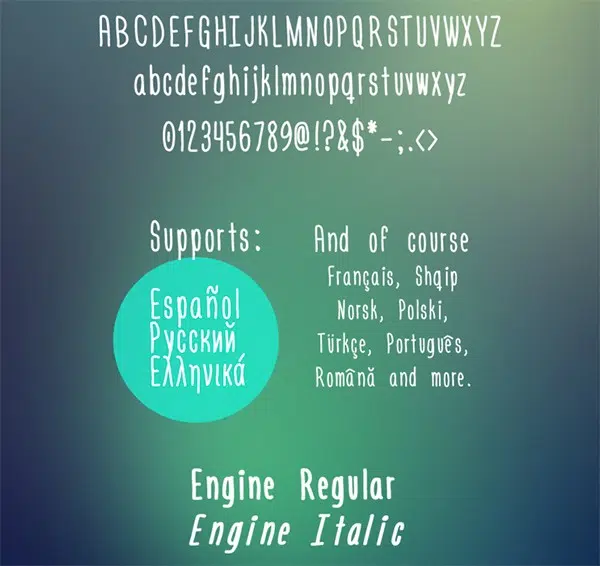 ABCDEFGHIJKLMNOPQRSTUVWXYZ
abcdefghijklmnopqrstuvwxyz
0123456789@!?&$*-;.<>
Supports:
Español
Русский
Ελληνικά
And of course
Français, Shqip
Norsk, Polski,
Türkçe, Português,
Română and more.
Engine Regular
Engine Italic